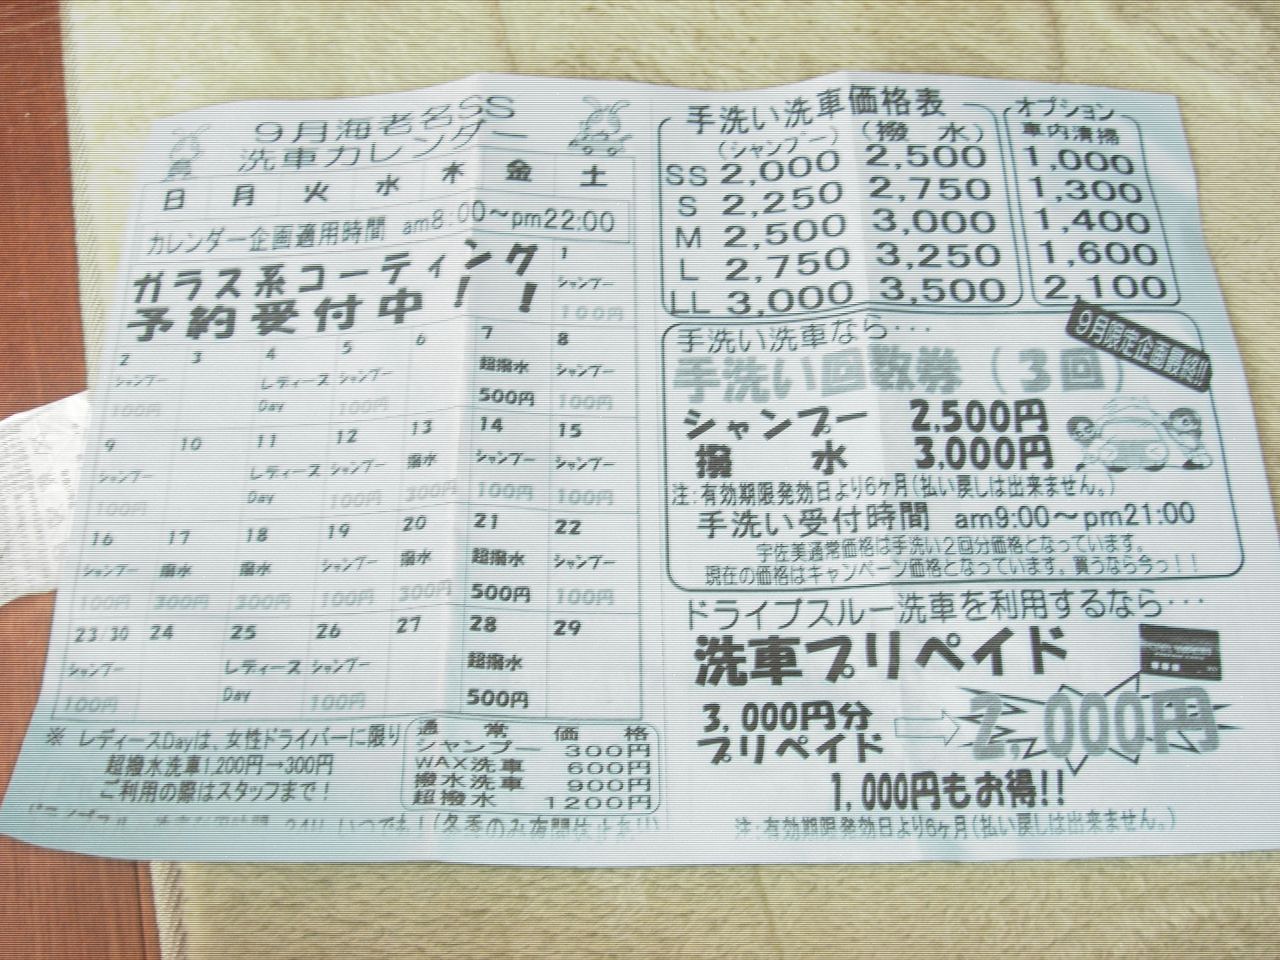 9月海老名SS
洗車カレンダー
日 月 火 水 木 金 土
カレンダー企画適用時間 am8:00～pm22:00
ガラス系コーティング
予約受付中！！
1
シャンプー
100円
2 3 4 5 6 7 8
シャンプー レディース シャンプー 超撥水 シャンプー
100円 Day 100円 500円 100円
9 10 11 12 13 14 15
シャンプー レディース シャンプー 撥水 シャンプー シャンプー
100円 Day 100円 300円 100円 100円
16 17 18 19 20 21 22
シャンプー 撥水 撥水 シャンプー 撥水 超撥水 シャンプー
100円 300円 300円 100円 300円 500円 100円
23/30 24 25 26 27 28 29
シャンプー レディース シャンプー 超撥水
100円 Day 100円 500円
※ レディースDayは、女性ドライバーに限り
超撥水洗車1,200円→300円
ご利用の際はスタッフまで！
通常価格
シャンプー 300円
WAX洗車 600円
撥水洗車 900円
超撥水 1200円
24H いつでも！(冬季のみ夜間休止あり)
手洗い洗車価格表
(シャンプー) (撥水)
SS 2,000 2,500
S 2,250 2,750
M 2,500 3,000
L 2,750 3,250
LL 3,000 3,500
オプション
車内清掃
1,000
1,300
1,400
1,600
2,100
手洗い洗車なら・・・
9月限定企画最終!!
手洗い回数券（3回）
シャンプー 2,500円
撥水 3,000円
注：有効期限発効日より6ヶ月(払い戻しは出来ません。)
手洗い受付時間 am9:00～pm21:00
宇佐美通常価格は手洗い2回分価格となっています。
現在の価格はキャンペーン価格となっています。買うなら今っ！！
ドライブスルー洗車を利用するなら・・・
洗車プリペイド
3,000円分
プリペイド
2,000円
1,000円もお得!!
注：有効期限発効日より6ヶ月(払い戻しは出来ません。)